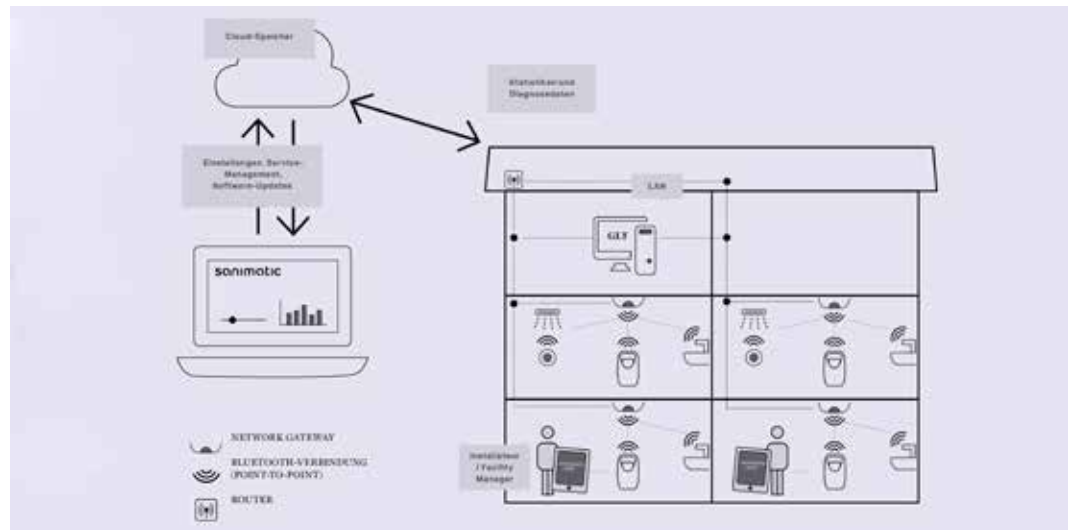 Cloud-Speicher
Statistiken und
Diagnosedaten
Einstellungen, Service-
Management,
Software-Updates
LAN
GLT
sanimatic
NETWORK GATEWAY
BLUETOOTH-VERBINDUNG
(POINT-TO-POINT)
ROUTER
Installateur
/ Facility
Manager